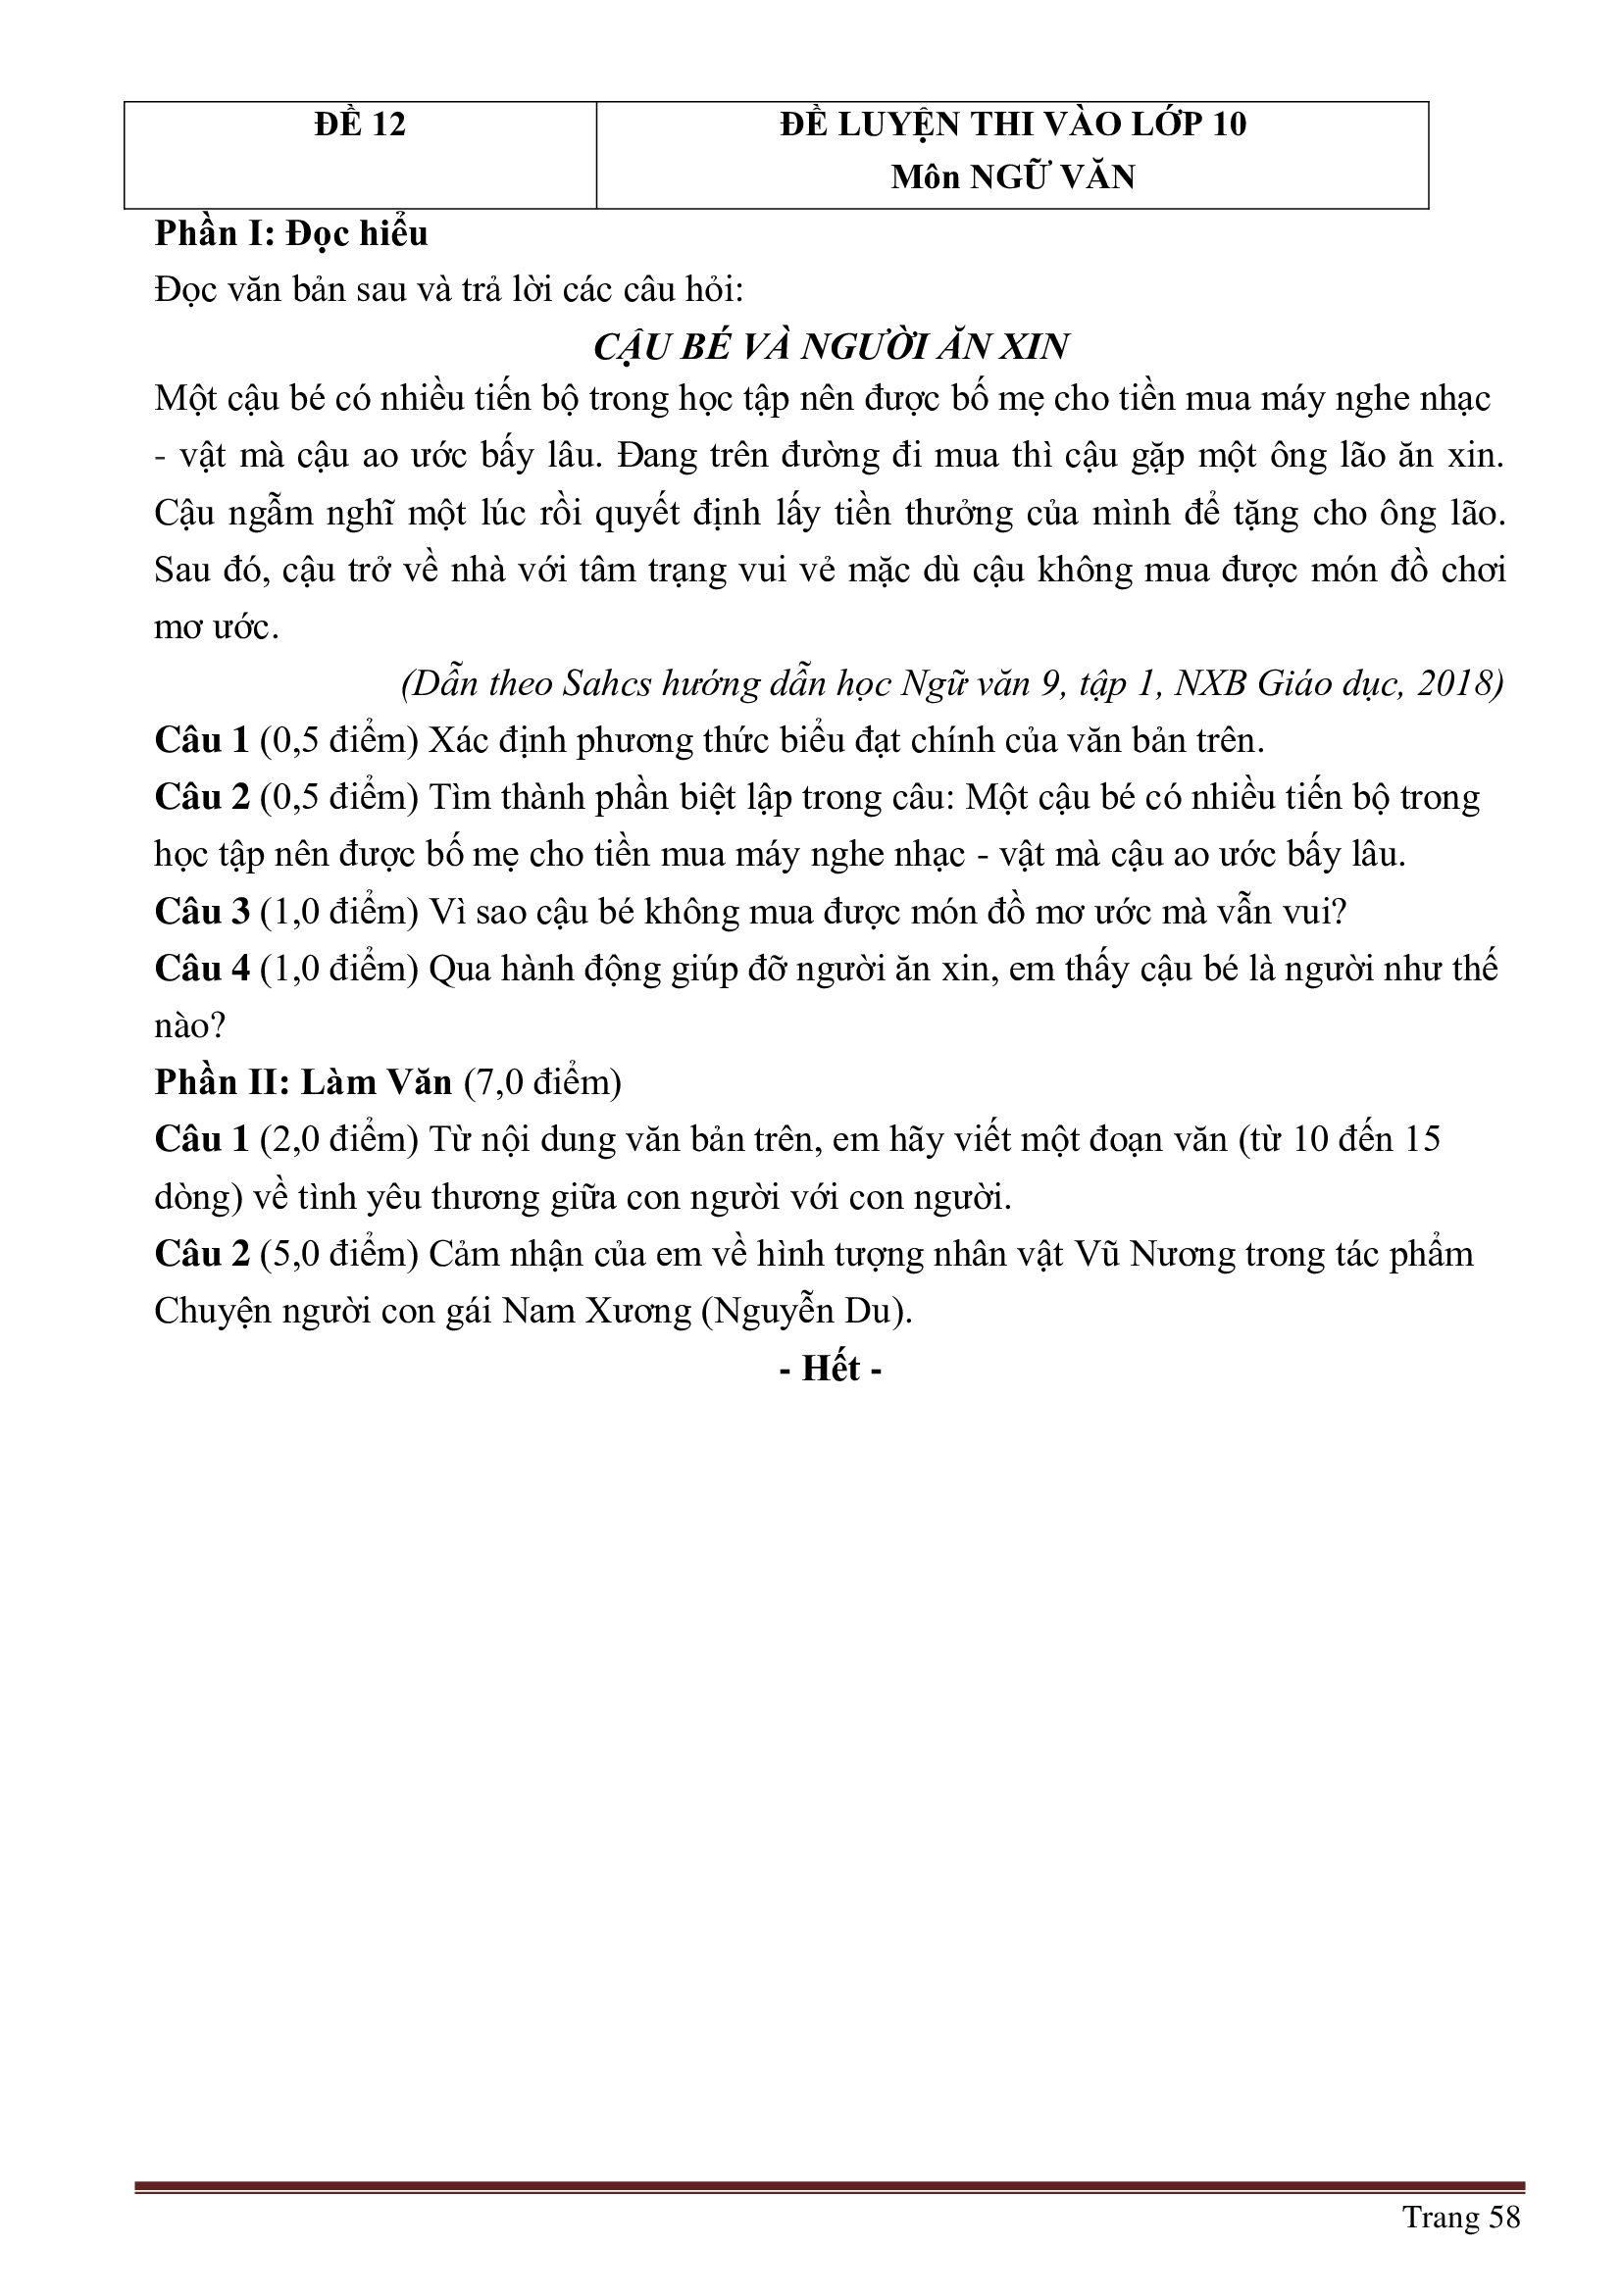 ĐỀ 12
ĐỀ LUYỆN THI VÀO LỚP 10
Môn NGỮ VĂN
Phần I: Đọc hiểu
Đọc văn bản sau và trả lời các câu hỏi:
CẬU BÉ VÀ NGƯỜI ĂN XIN
Một cậu bé có nhiều tiến bộ trong học tập nên được bố mẹ cho tiền mua máy nghe nhạc
- vật mà cậu ao ước bấy lâu. Đang trên đường đi mua thì cậu gặp một ông lão ăn xin.
Cậu ngẫm nghĩ một lúc rồi quyết định lấy tiền thưởng của mình để tặng cho ông lão.
Sau đó, cậu trở về nhà với tâm trạng vui vẻ mặc dù cậu không mua được món đồ chơi
mơ ước.
(Dẫn theo Sahcs hướng dẫn học Ngữ văn 9, tập 1, NXB Giáo dục, 2018)
Câu 1 (0,5 điểm) Xác định phương thức biểu đạt chính của văn bản trên.
Câu 2 (0,5 điểm) Tìm thành phần biệt lập trong câu: Một cậu bé có nhiều tiến bộ trong
học tập nên được bố mẹ cho tiền mua máy nghe nhạc - vật mà cậu ao ước bấy lâu.
Câu 3 (1,0 điểm) Vì sao cậu bé không mua được món đồ mơ ước mà vẫn vui?
Câu 4 (1,0 điểm) Qua hành động giúp đỡ người ăn xin, em thấy cậu bé là người như thế
nào?
Phần II: Làm Văn (7,0 điểm)
Câu 1 (2,0 điểm) Từ nội dung văn bản trên, em hãy viết một đoạn văn (từ 10 đến 15
dòng) về tình yêu thương giữa con người với con người.
Câu 2 (5,0 điểm) Cảm nhận của em về hình tượng nhân vật Vũ Nương trong tác phẩm
Chuyện người con gái Nam Xương (Nguyễn Du).
- Hết -
Trang 58